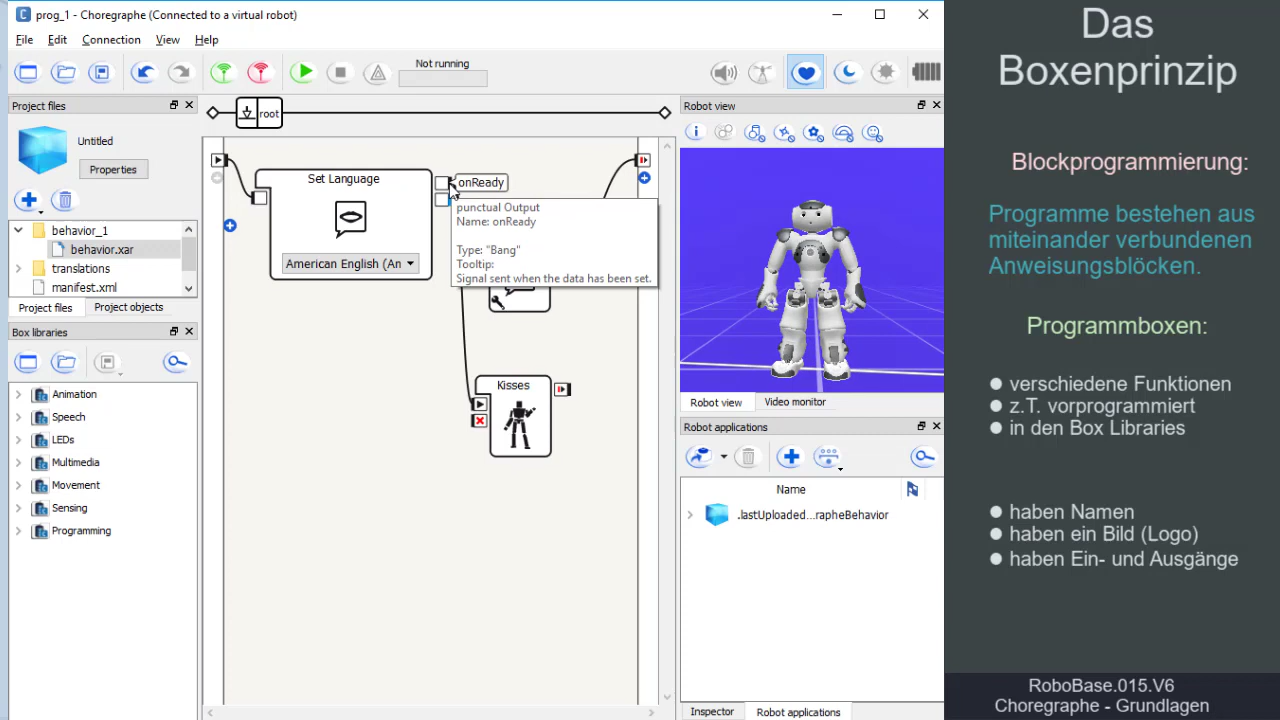 prog_1 - Choregraphe (Connected to a virtual robot)
File Edit Connection View Help
Not running
Project files
Untitled
Properties
behavior_1
behavior.xar
translations
manifest.xml
Project files Project objects
Box libraries
Animation
Speech
LEDs
Multimedia
Movement
Sensing
Programming
root
Set Language
American English (An
onReady
punctual Output
Name: onReady
Type: "Bang"
Tooltip:
Signal sent when the data has been set.
Kisses
Robot view
Robot view Video monitor
Robot applications
Name
.lastUploaded...rapheBehavior
Inspector Robot applications
Das
Boxenprinzip
Blockprogrammierung:
Programme bestehen aus
miteinander verbundenen
Anweisungsblöcken.
Programmboxen:
● verschiedene Funktionen
● z.T. vorprogrammiert
● in den Box Libraries
● haben Namen
● haben ein Bild (Logo)
● haben Ein- und Ausgänge
RoboBase.015.V6
Choregraphe - Grundlagen